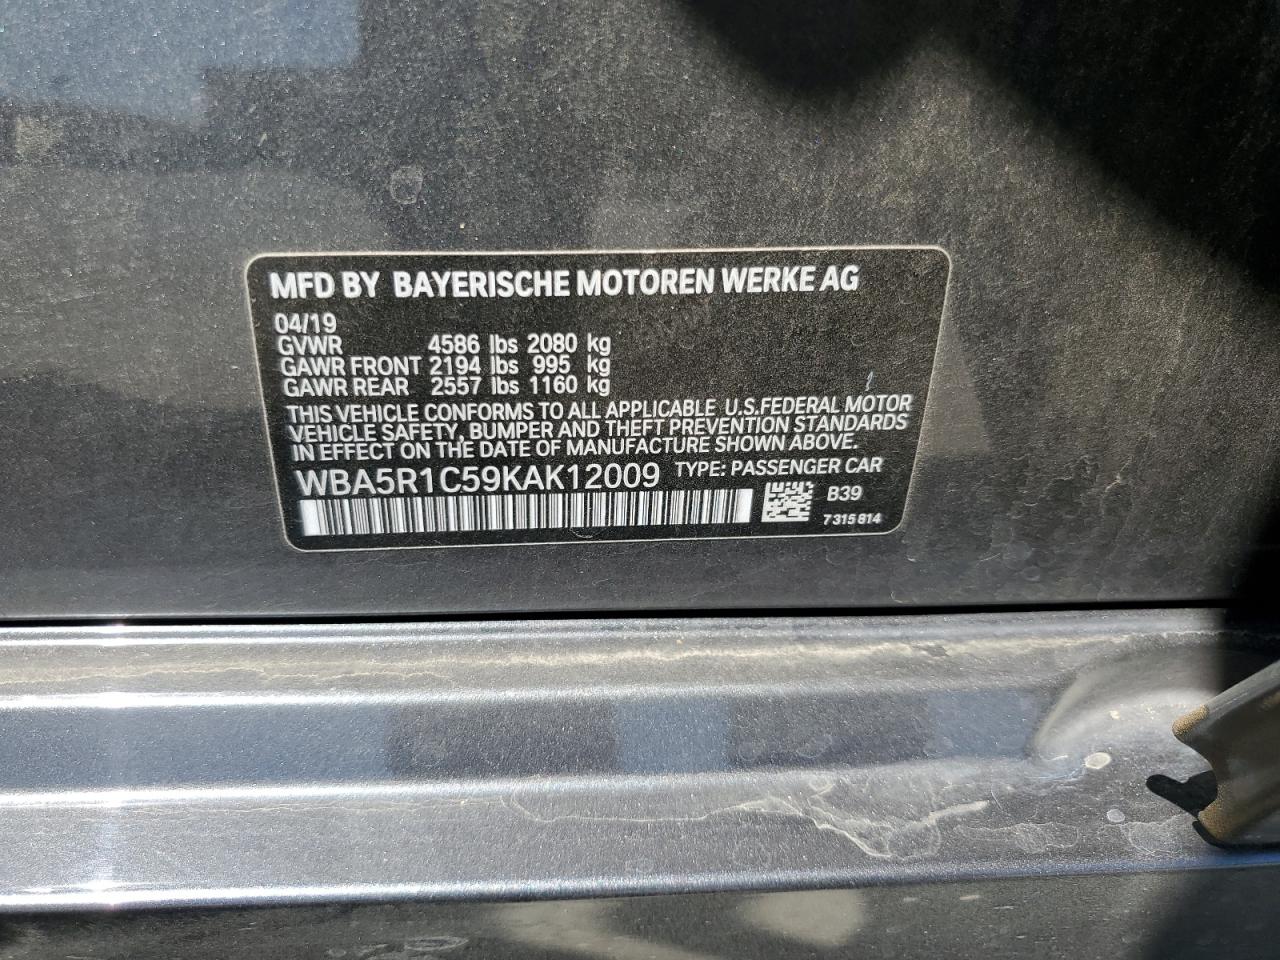 MFD BY BAYERISCHE MOTOREN WERKE AG
04/19
GVWR 4586 lbs 2080 kg
GAWR FRONT 2194 lbs 995 kg
GAWR REAR 2557 lbs 1160 kg
THIS VEHICLE CONFORMS TO ALL APPLICABLE U.S.FEDERAL MOTOR
VEHICLE SAFETY, BUMPER AND THEFT PREVENTION STANDARDS
IN EFFECT ON THE DATE OF MANUFACTURE SHOWN ABOVE.
WBA5R1C59KAK12009 TYPE: PASSENGER CAR
B39
7315814